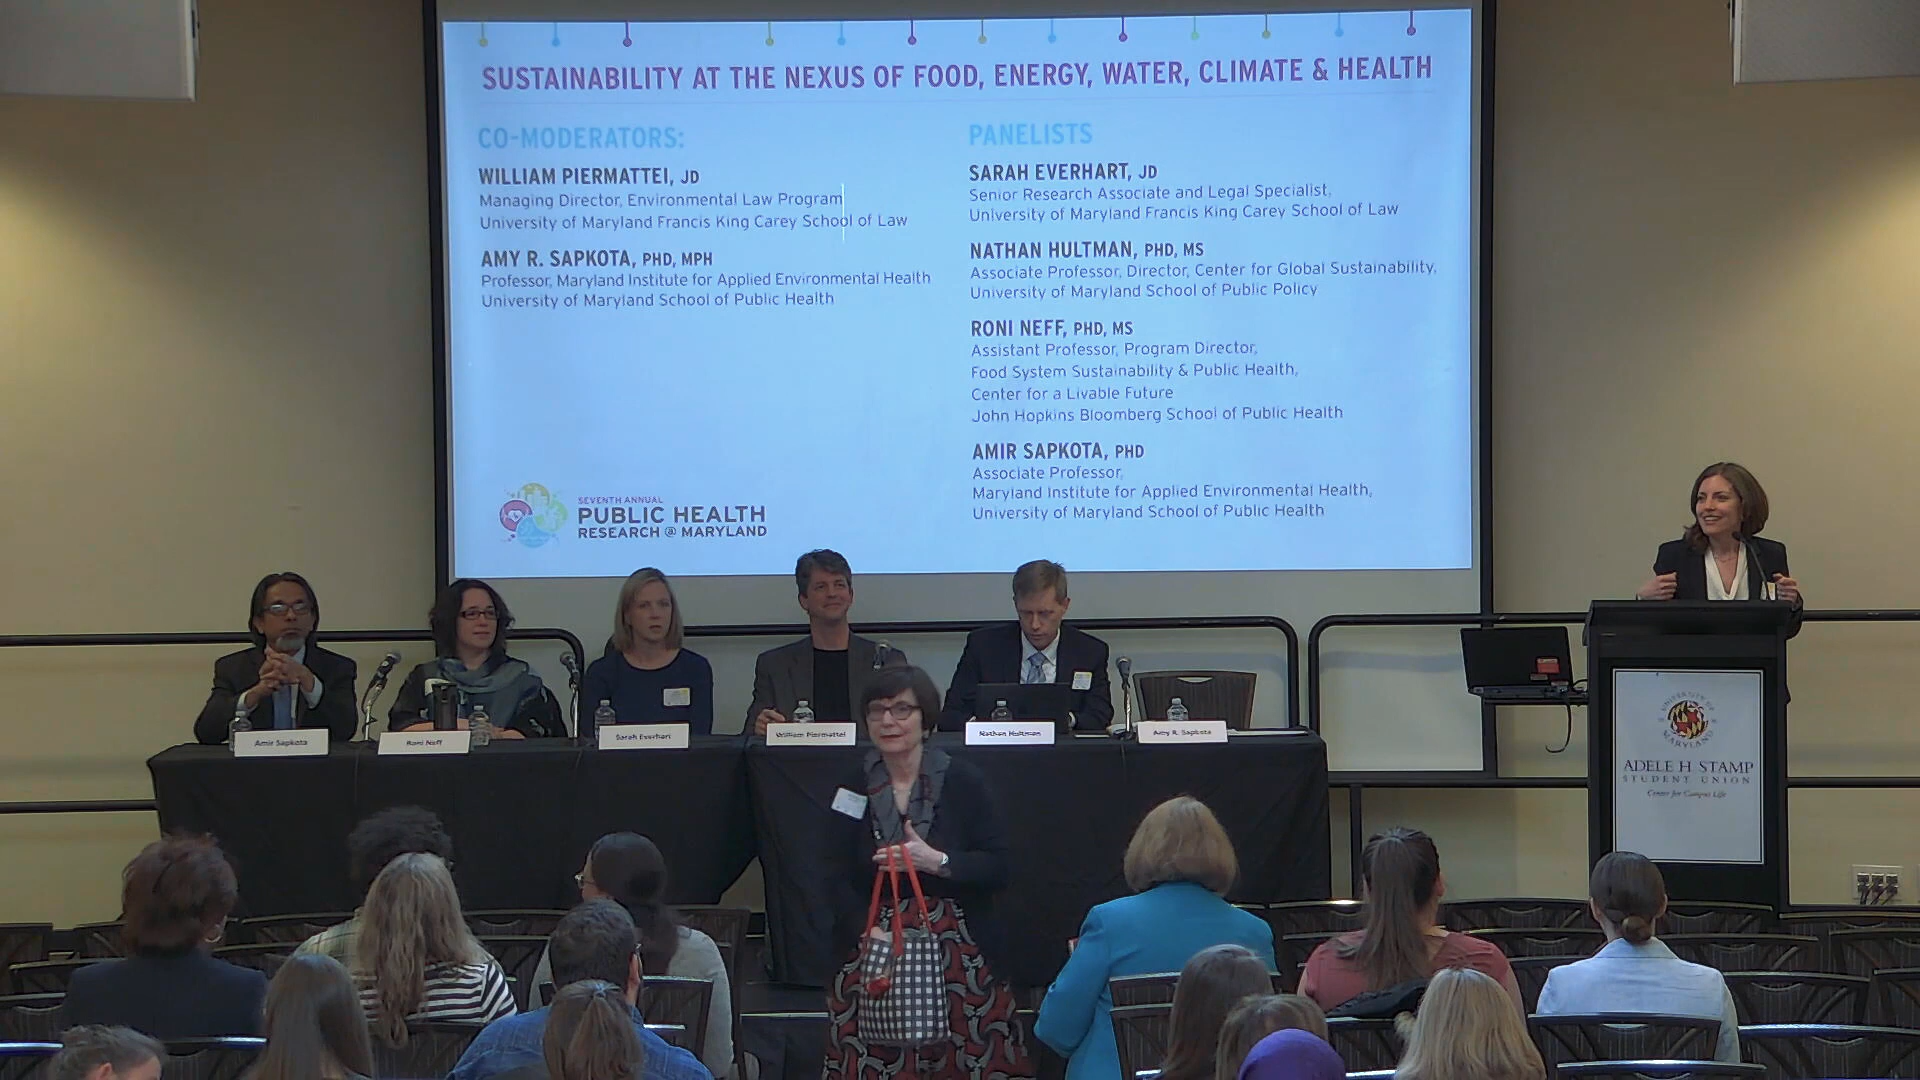 SUSTAINABILITY AT THE NEXUS OF FOOD, ENERGY, WATER, CLIMATE & HEALTH
CO-MODERATORS:
WILLIAM PIERMATTEI, JD
Managing Director, Environmental Law Program
University of Maryland Francis King Carey School of Law
AMY R. SAPKOTA, PHD, MPH
Professor, Maryland Institute for Applied Environmental Health
University of Maryland School of Public Health
PANELISTS
SARAH EVERHART, JD
Senior Research Associate and Legal Specialist,
University of Maryland Francis King Carey School of Law
NATHAN HULTMAN, PHD, MS
Associate Professor, Director, Center for Global Sustainability,
University of Maryland School of Public Policy
RONI NEFF, PHD, MS
Assistant Professor, Program Director,
Food System Sustainability & Public Health,
Center for a Livable Future
John Hopkins Bloomberg School of Public Health
AMIR SAPKOTA, PHD
Associate Professor,
Maryland Institute for Applied Environmental Health,
University of Maryland School of Public Health
SEVENTH ANNUAL
PUBLIC HEALTH
RESEARCH @ MARYLAND
Amir Sapkota
Roni Neff
Sarah Everhart
William Piermattei
Nathan Hultman
Amy R. Sapkota
UNIVERSITY OF
MARYLAND
ADELE H STAMP
STUDENT UNION
Center for Campus Life